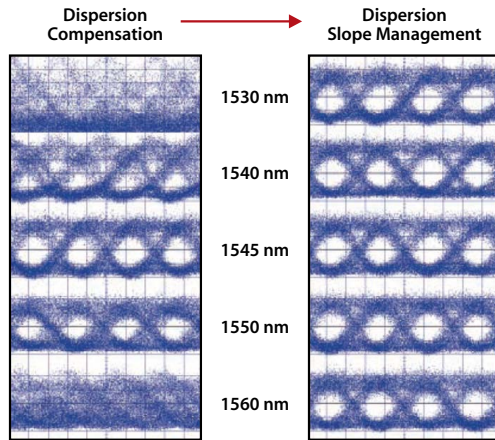 Dispersion
Compensation
Dispersion
Slope Management
1530 nm
1540 nm
1545 nm
1550 nm
1560 nm